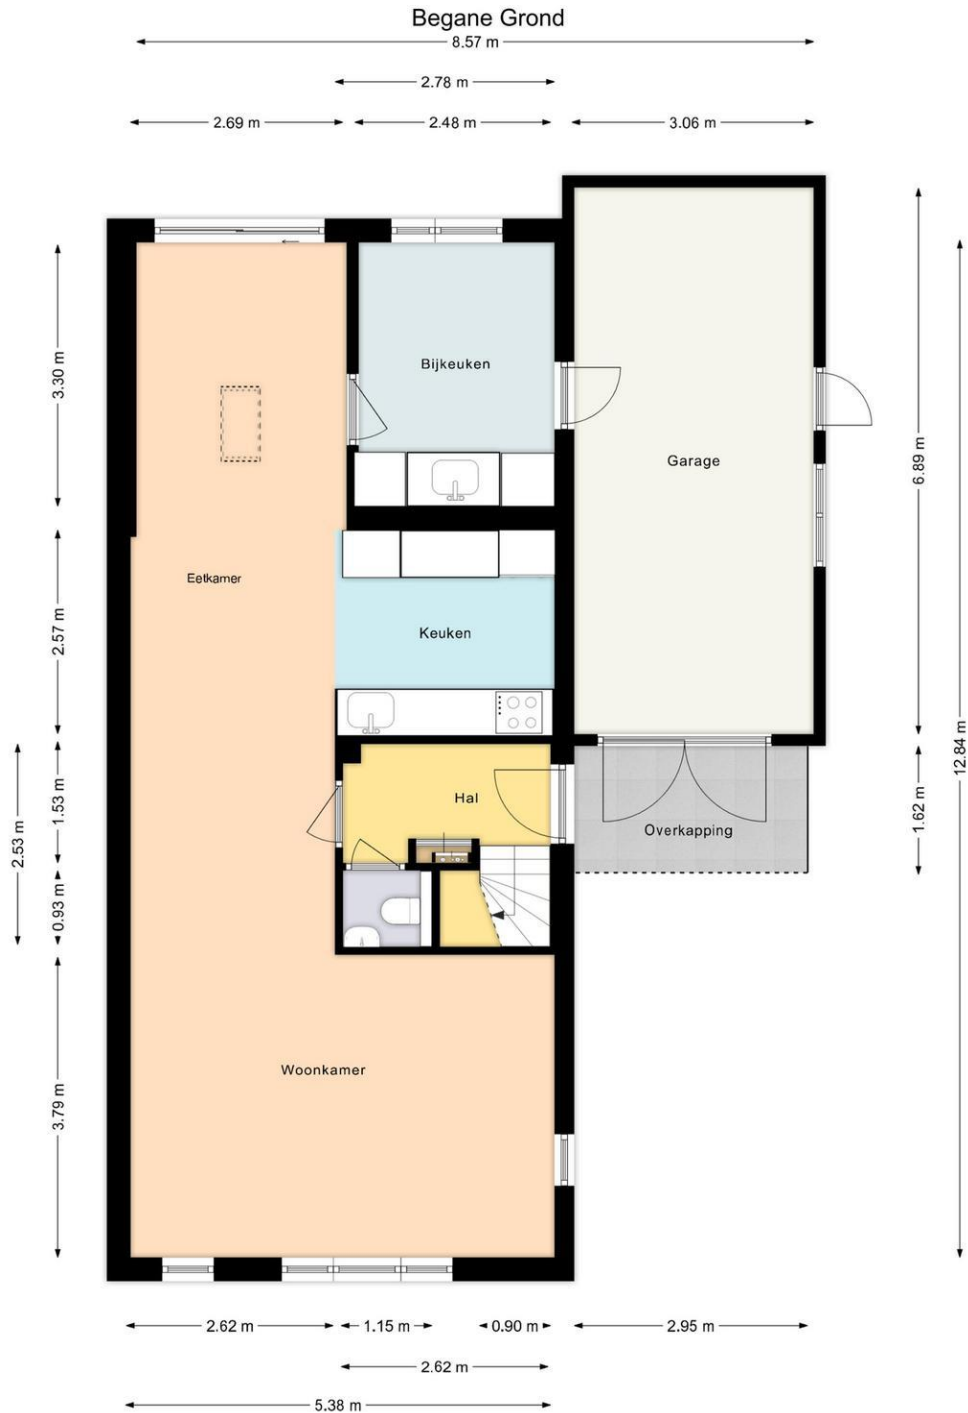 Begane Grond
8.57 m
2.78 m
2.69 m
2.48 m
3.06 m
3.30 m
Bijkeuken
Garage
6.89 m
Eetkamer
2.57 m
Keuken
12.84 m
1.53 m
2.53 m
Hal
Overkapping
1.62 m
0.93 m
Woonkamer
3.79 m
2.62 m
1.15 m
0.90 m
2.95 m
2.62 m
5.38 m